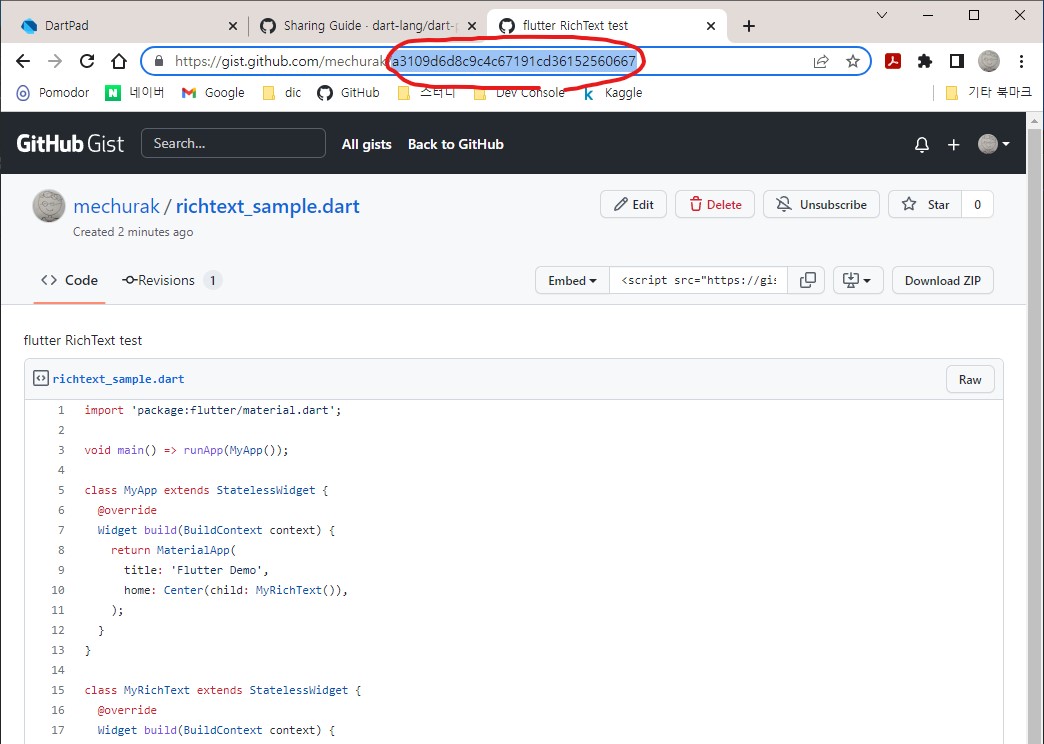 DartPad
Sharing Guide · dart-lang/dart-p
flutter RichText test
https://gist.github.com/mechurak/a3109d6d8c9c4c67191cd36152560667
Pomodor
네이버
Google
dic
GitHub
스터디
Dev Console
Kaggle
기타 북마크
GitHub Gist
Search...
All gists
Back to GitHub
mechurak / richtext_sample.dart
Edit
Delete
Unsubscribe
Star
0
Created 2 minutes ago
Code
Revisions 1
Embed
<script src="https://gis
Download ZIP
flutter RichText test
richtext_sample.dart
Raw
1 import 'package:flutter/material.dart';
2
3 void main() => runApp(MyApp());
4
5 class MyApp extends StatelessWidget {
6 @override
7 Widget build(BuildContext context) {
8 return MaterialApp(
9 title: 'Flutter Demo',
10 home: Center(child: MyRichText()),
11 );
12 }
13 }
14
15 class MyRichText extends StatelessWidget {
16 @override
17 Widget build(BuildContext context) {